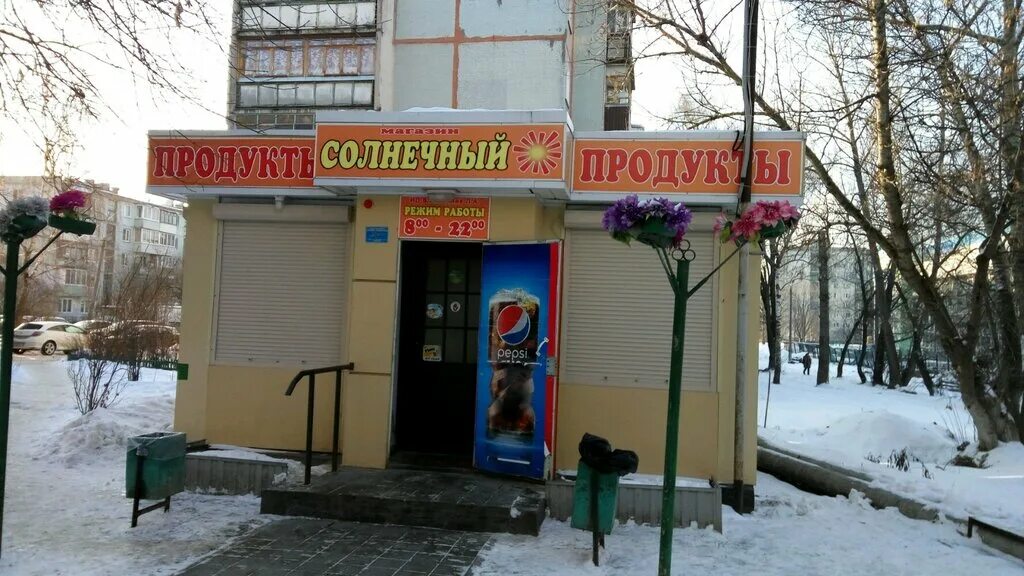 МАГАЗИН
ПРОДУКТЫ СОЛНЕЧНЫЙ ПРОДУКТЫ
РЕЖИМ РАБОТЫ
8⁰⁰ - 22⁰⁰
pepsi